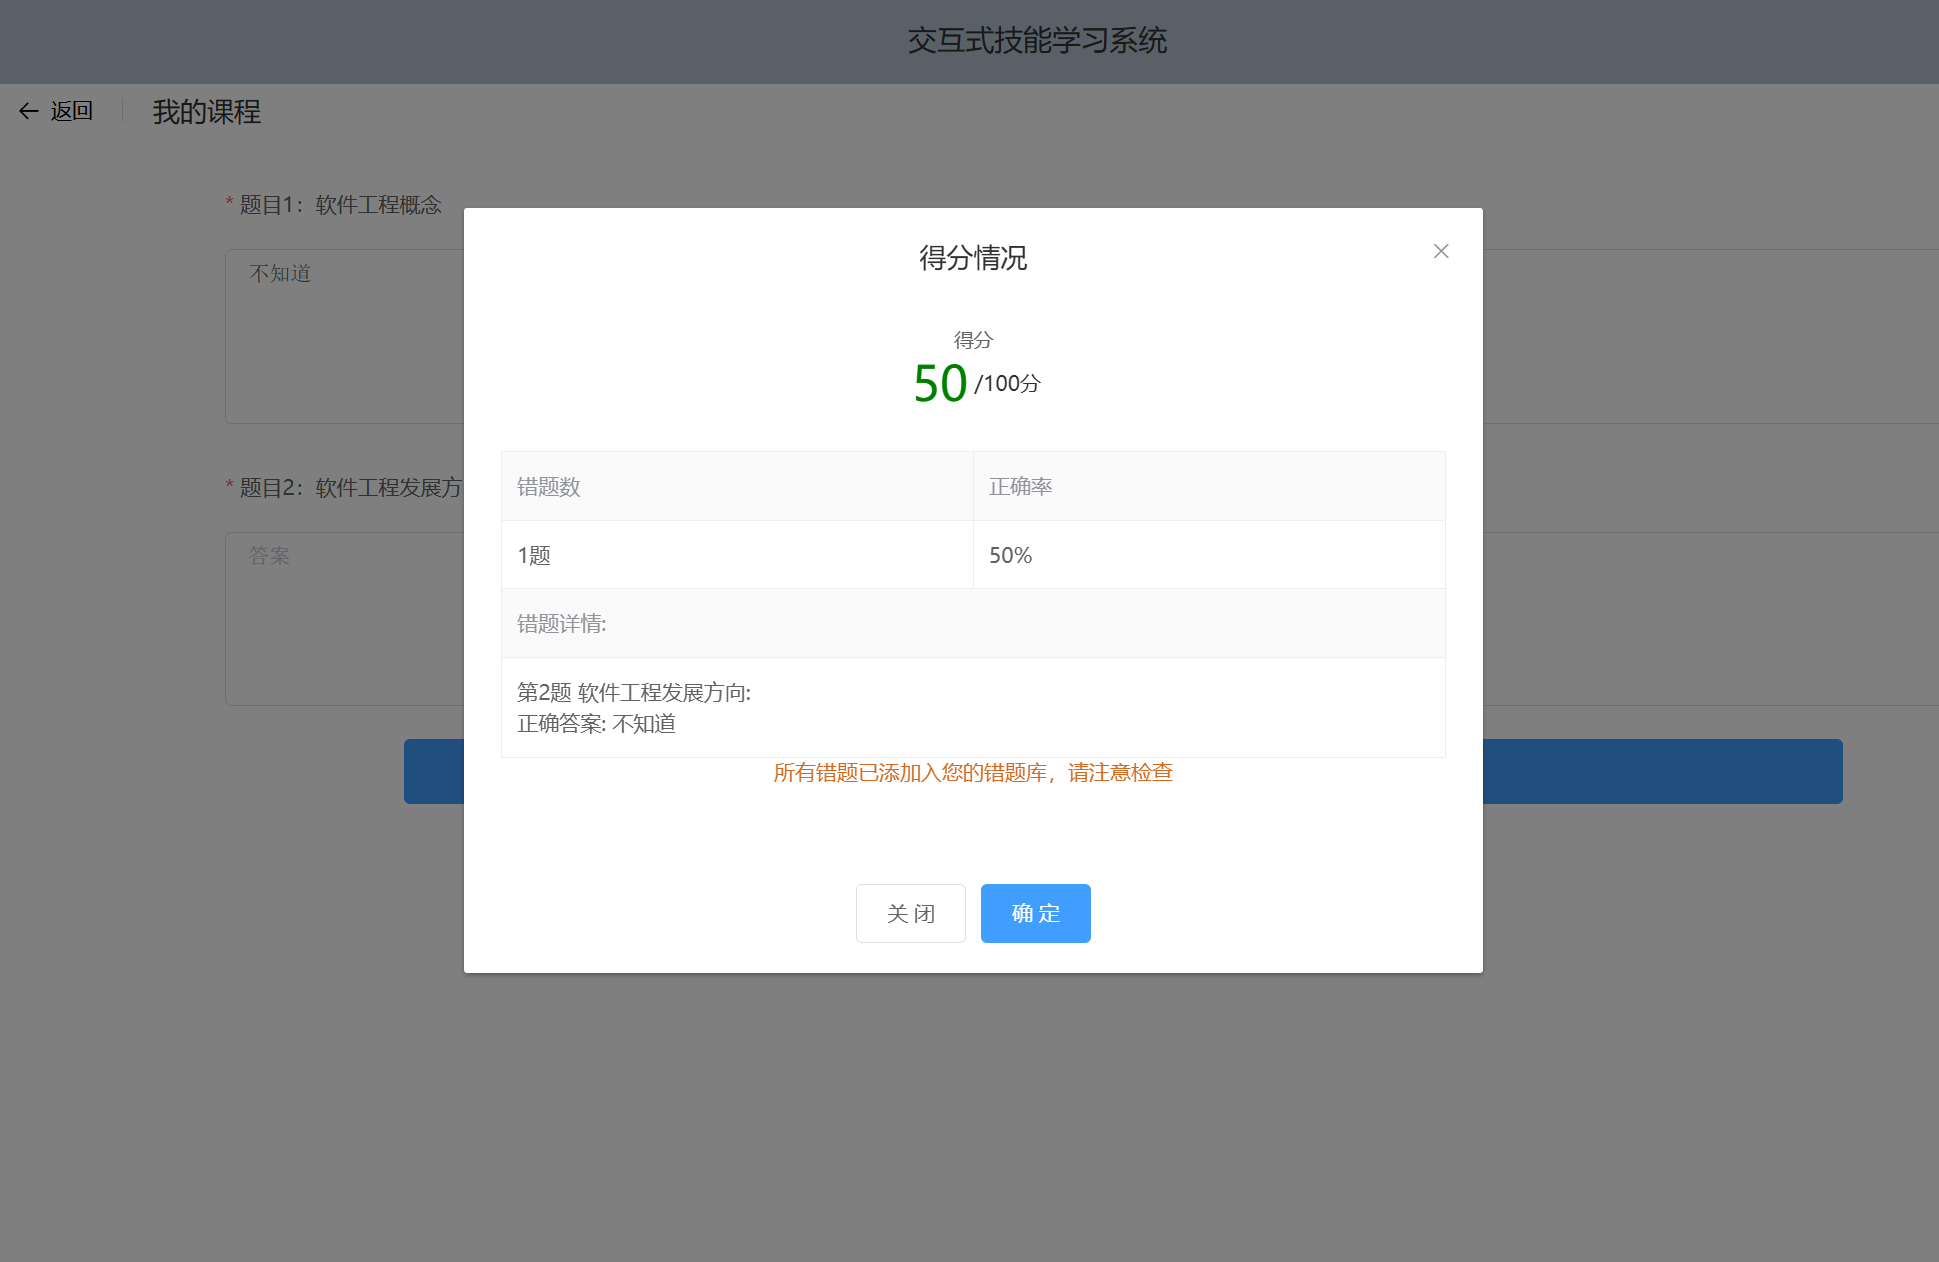 交互式技能学习系统
返回 我的课程
* 题目1：软件工程概念
不知道
* 题目2：软件工程发展方
答案
得分情况
得分
50 /100分
错题数 正确率
1题 50%
错题详情:
第2题 软件工程发展方向:
正确答案: 不知道
所有错题已添加入您的错题库，请注意检查
关 闭 确 定